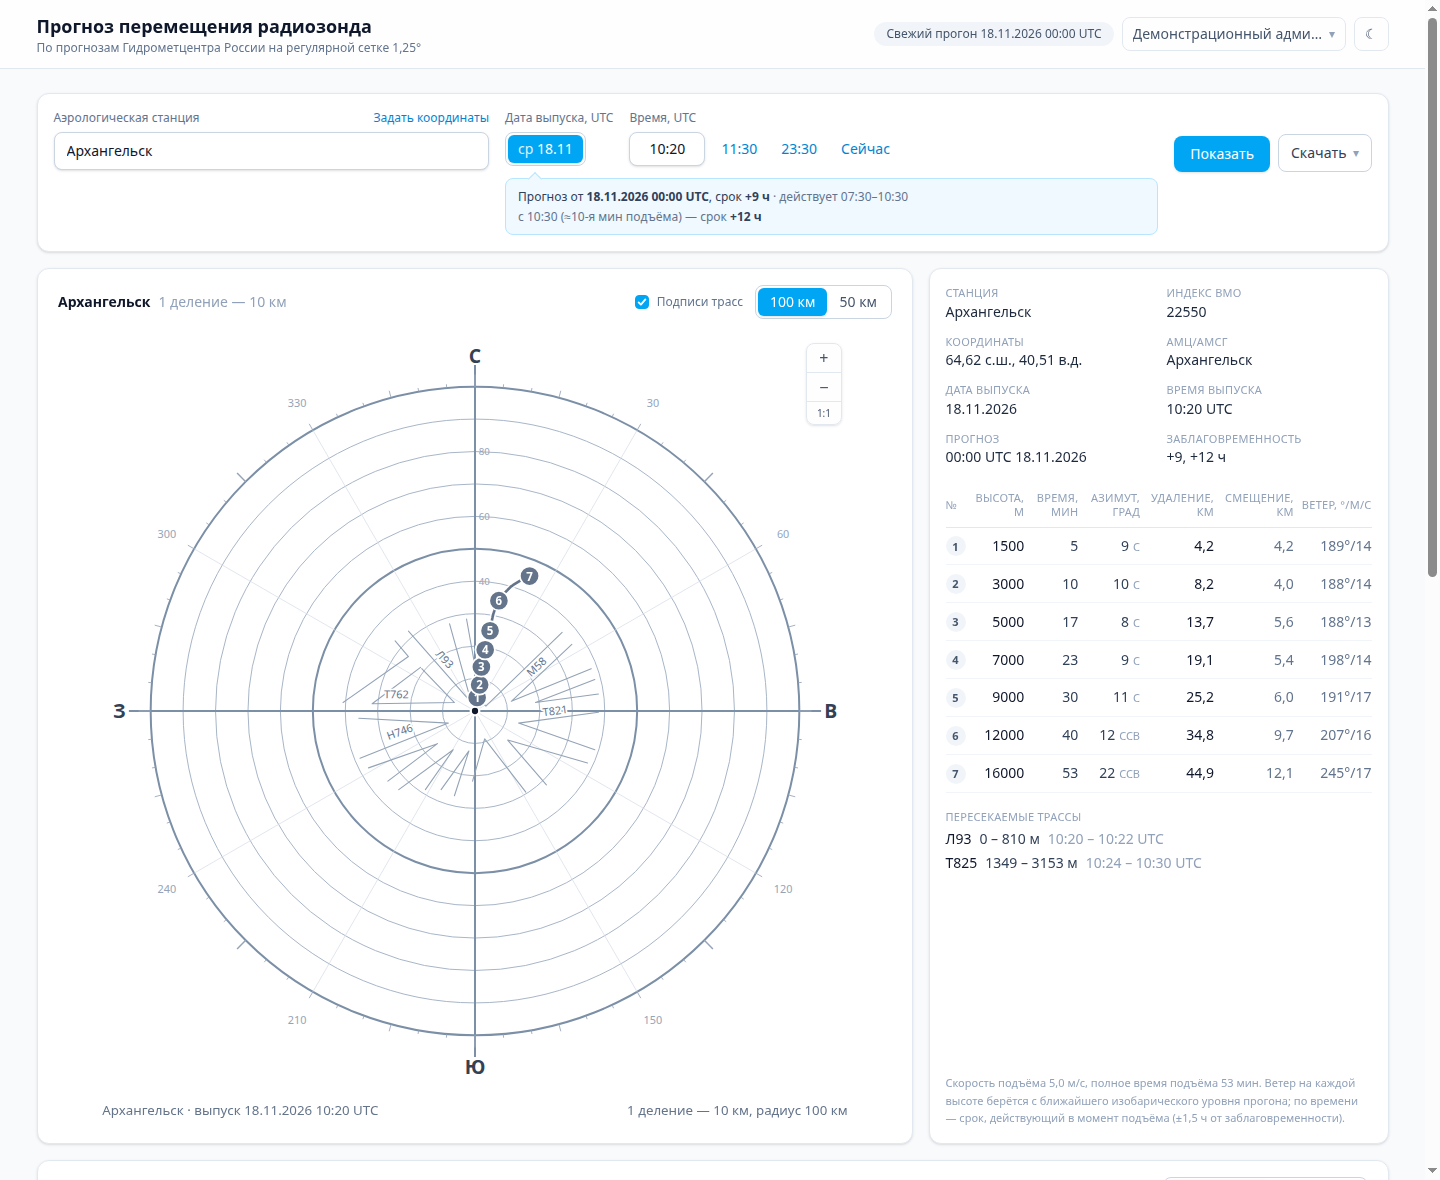 Прогноз перемещения радиозонда
По прогнозам Гидрометцентра России на регулярной сетке 1,25°
Свежий прогон 18.11.2026 00:00 UTC
Демонстрационный адми... ▾
☾
Аэрологическая станция
Задать координаты
Дата выпуска, UTC
Время, UTC
Архангельск
ср 18.11
10:20
11:30
23:30
Сейчас
Показать
Скачать ▾
Прогноз от 18.11.2026 00:00 UTC, срок +9 ч · действует 07:30–10:30
с 10:30 (≈10-я мин подъёма) — срок +12 ч
Архангельск 1 деление — 10 км
Подписи трасс
100 км
50 км
+
−
1:1
С
330
30
80
300
60
60
40
7
6
5
4
3
2
1
Л93
М58
Т762
Т821
Н746
З
В
240
120
210
150
Ю
Архангельск · выпуск 18.11.2026 10:20 UTC
1 деление — 10 км, радиус 100 км
СТАНЦИЯ
Архангельск
ИНДЕКС ВМО
22550
КООРДИНАТЫ
64,62 с.ш., 40,51 в.д.
АМЦ/АМСГ
Архангельск
ДАТА ВЫПУСКА
18.11.2026
ВРЕМЯ ВЫПУСКА
10:20 UTC
ПРОГНОЗ
00:00 UTC 18.11.2026
ЗАБЛАГОВРЕМЕННОСТЬ
+9, +12 ч
№ ВЫСОТА, М ВРЕМЯ, МИН АЗИМУТ, ГРАД УДАЛЕНИЕ, КМ СМЕЩЕНИЕ, КМ ВЕТЕР, °/М/С
1 1500 5 9 С 4,2 4,2 189°/14
2 3000 10 10 С 8,2 4,0 188°/14
3 5000 17 8 С 13,7 5,6 188°/13
4 7000 23 9 С 19,1 5,4 198°/14
5 9000 30 11 С 25,2 6,0 191°/17
6 12000 40 12 ССВ 34,8 9,7 207°/16
7 16000 53 22 ССВ 44,9 12,1 245°/17
ПЕРЕСЕКАЕМЫЕ ТРАССЫ
Л93 0 – 810 м 10:20 – 10:22 UTC
Т825 1349 – 3153 м 10:24 – 10:30 UTC
Скорость подъёма 5,0 м/с, полное время подъёма 53 мин. Ветер на каждой
высоте берётся с ближайшего изобарического уровня прогона; по времени
— срок, действующий в момент подъёма (±1,5 ч от заблаговременности).